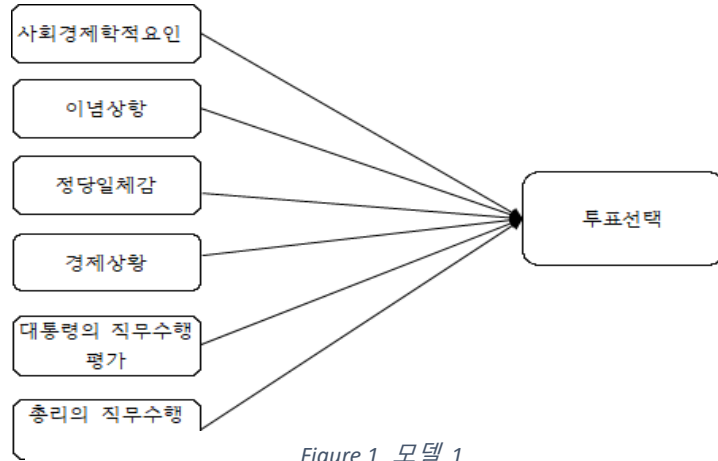 사회경제학적요인
이념상항
정당일체감
투표선택
경제상황
대통령의 직무수행
평가
총리의 직무수행
Figure 1 모델 1